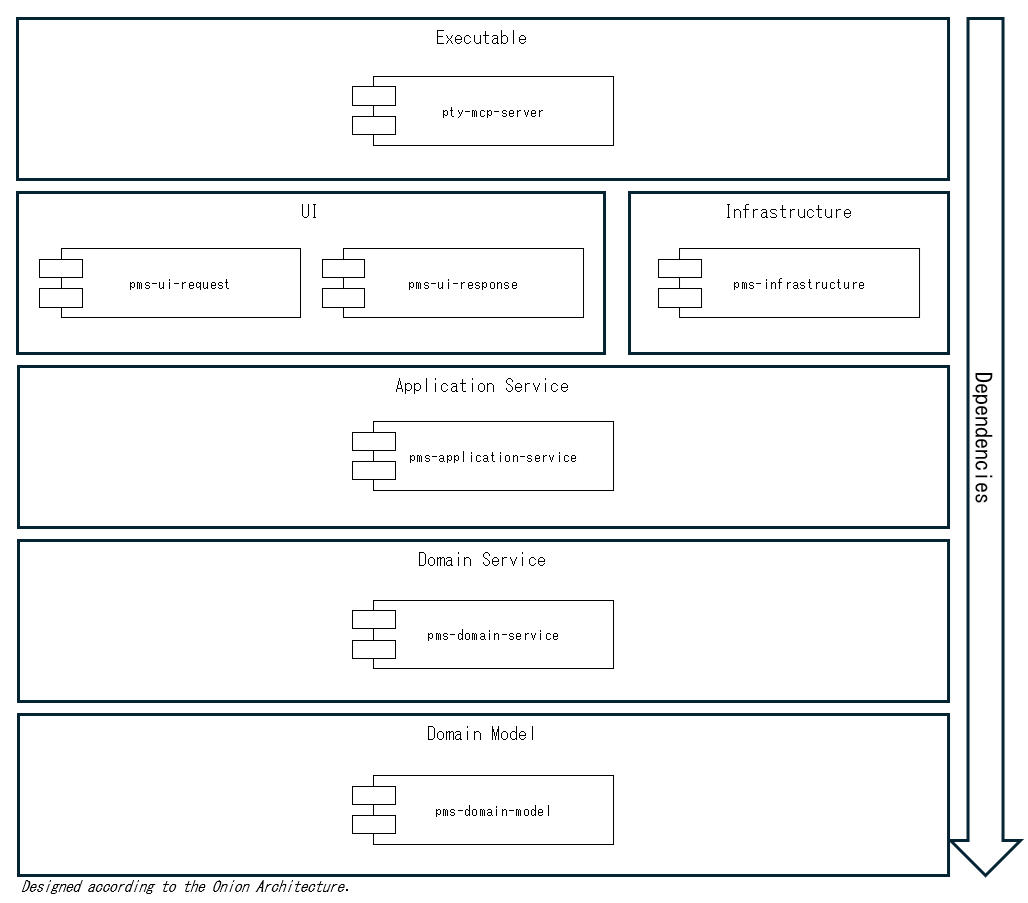 Executable
pty-mcp-server
UI
pms-ui-request
pms-ui-response
Infrastructure
pms-infrastructure
Application Service
pms-application-service
Domain Service
pms-domain-service
Domain Model
pms-domain-model
Dependencies
Designed according to the Onion Architecture.